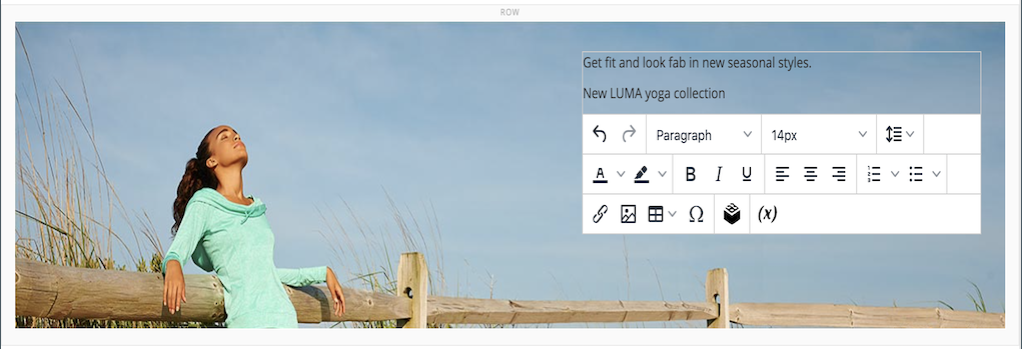 ROW
Get fit and look fab in new seasonal styles.
New LUMA yoga collection
Paragraph 14px
A B I U
Ω (x)